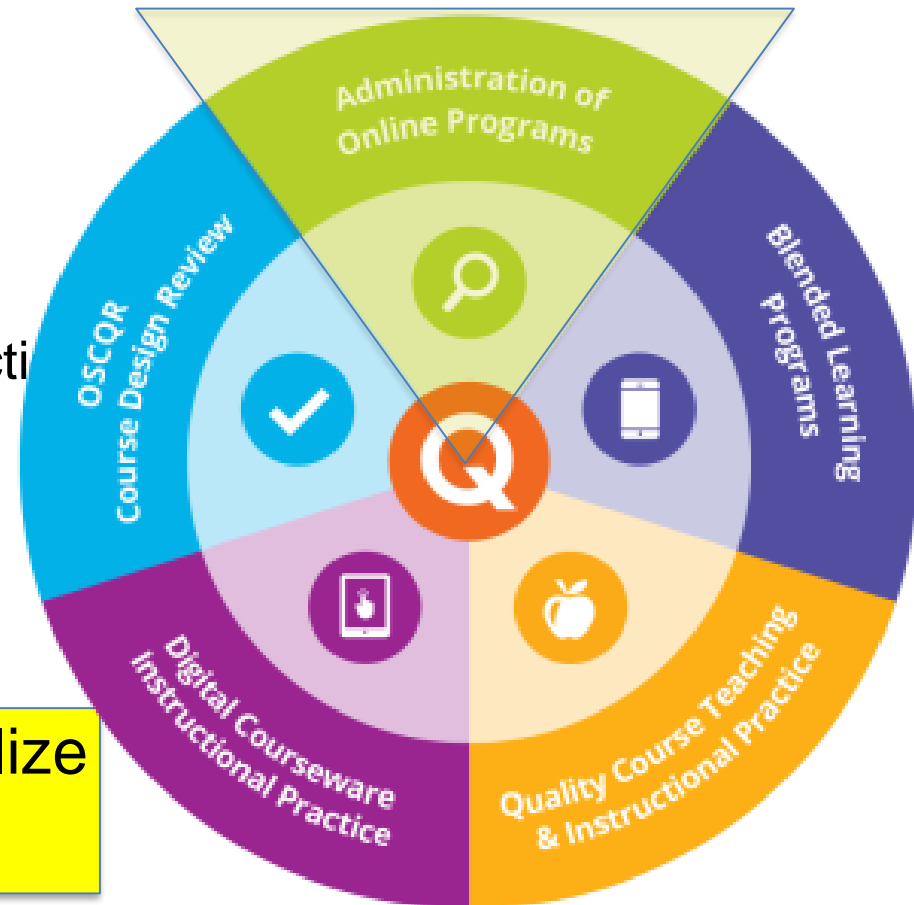 Administration of
Online Programs
Blended Learning
Programs
OSCQR
Course Design Review
Q
Digital Courseware
Instructional Practice
Quality Course Teaching
& Instructional Practice